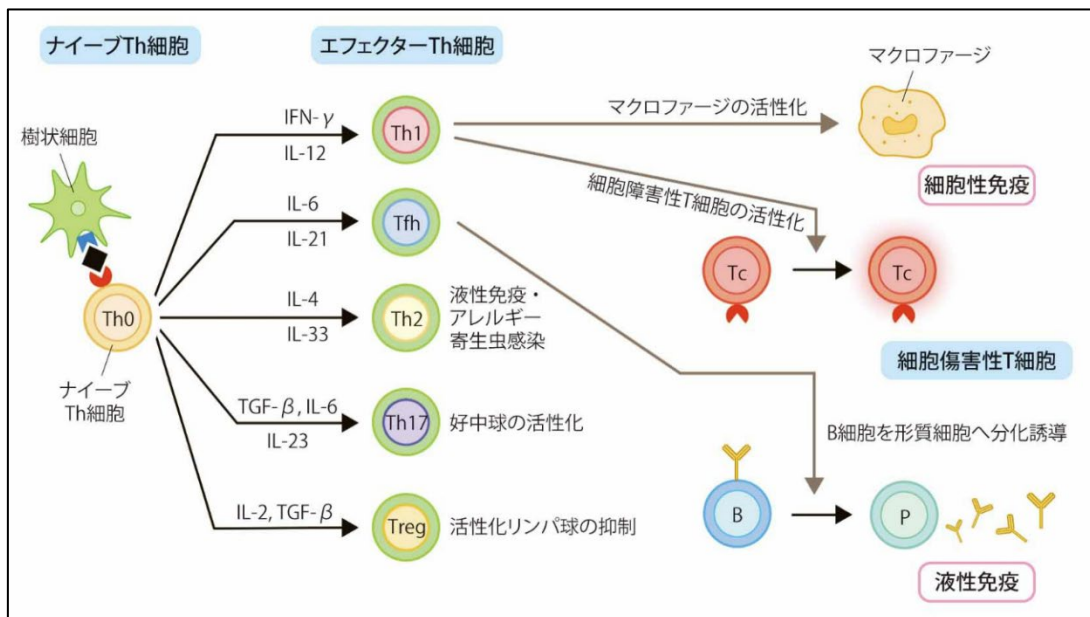 ナイーブTh細胞
エフェクターTh細胞
マクロファージ
樹状細胞
IFN-γ
IL-12
Th1
マクロファージの活性化
細胞性免疫
細胞障害性T細胞の活性化
IL-6
IL-21
Tfh
Tc
Tc
Th0
IL-4
IL-33
Th2
液性免疫・
アレルギー
寄生虫感染
細胞傷害性T細胞
ナイーブ
Th細胞
TGF-β, IL-6
IL-23
Th17
好中球の活性化
B細胞を形質細胞へ分化誘導
IL-2, TGF-β
Treg
活性化リンパ球の抑制
B
P
液性免疫